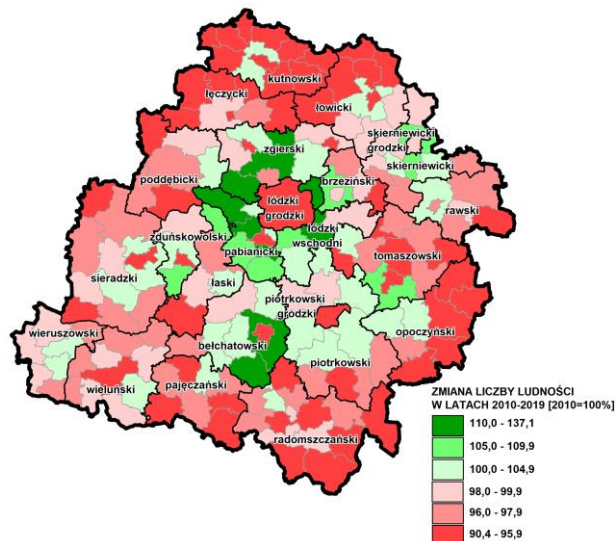 kutnowski
łęczycki
łowicki
skierniewicki
grodzki
skierniewicki
zgierski
poddębicki
brzeziński
łódzki
grodzki
rawski
łódzki
wschodni
zduńskowolski
pabianicki
tomaszowski
sieradzki
łaski
piotrkowski
grodzki
wieruszowski
opoczyński
bełchatowski
piotrkowski
wieluński
pajęczański
radomszczański
ZMIANA LICZBY LUDNOŚCI
W LATACH 2010-2019 [2010=100%]
110,0 - 137,1
105,0 - 109,9
100,0 - 104,9
98,0 - 99,9
96,0 - 97,9
90,4 - 95,9